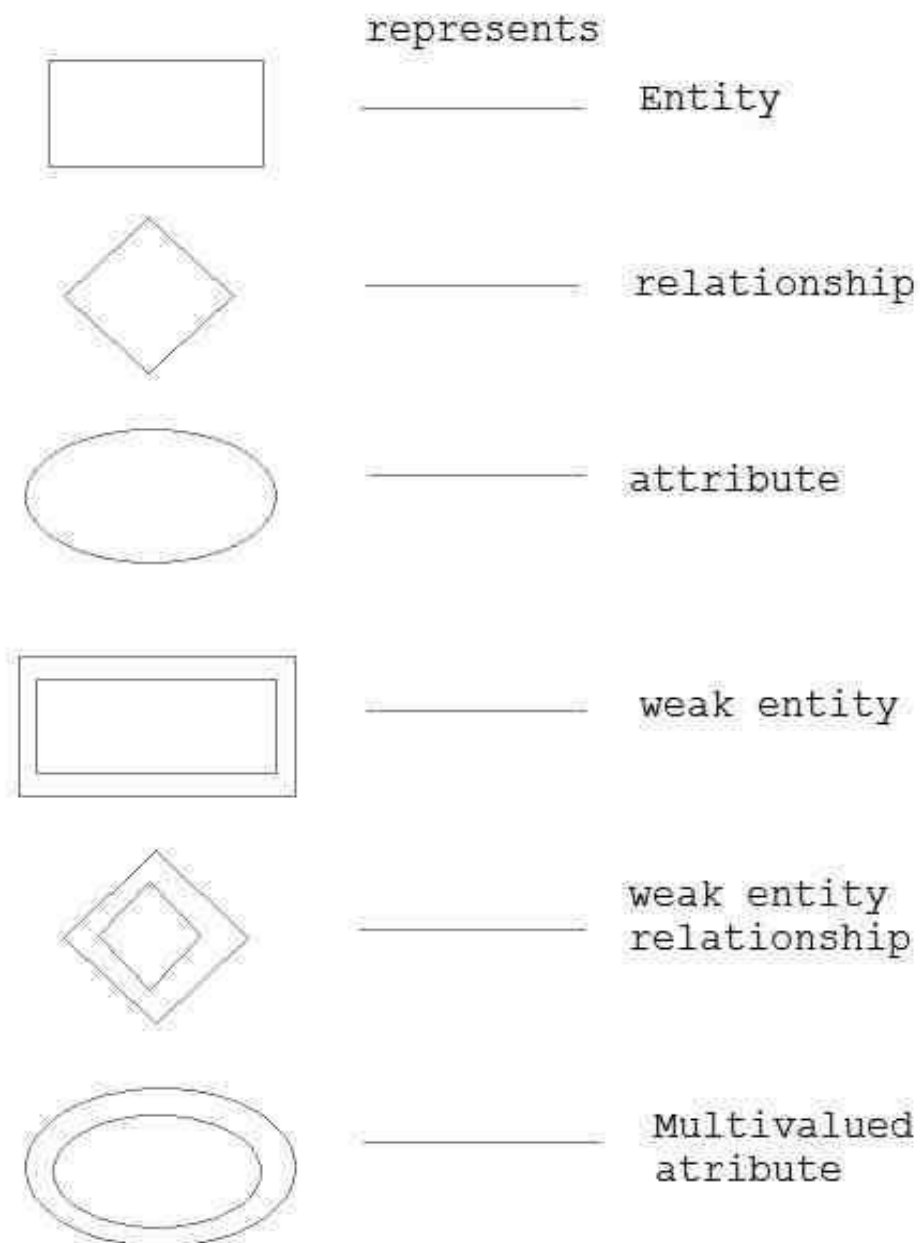 represents
Entity
relationship
attribute
weak entity
weak entity
relationship
Multivalued
atribute